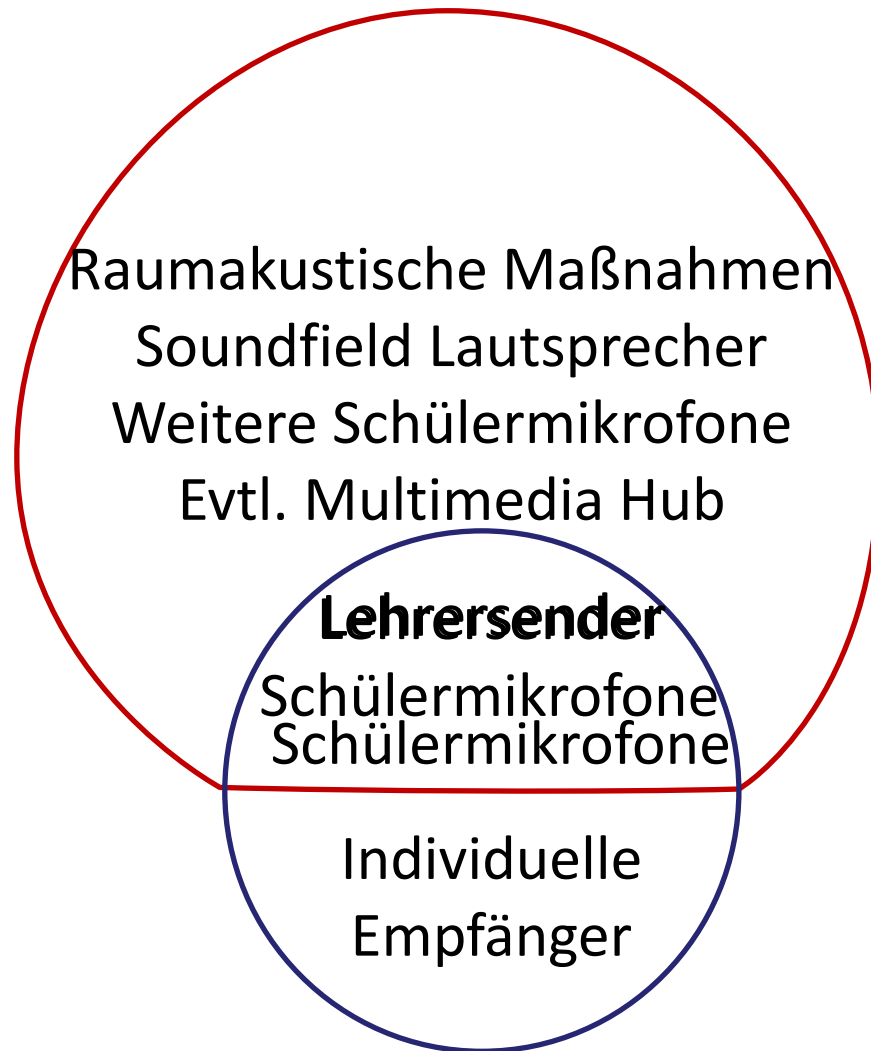 Raumakustische Maßnahmen
Soundfield Lautsprecher
Weitere Schülermikrofone
Evtl. Multimedia Hub
Lehrersender
Schülermikrofone
Schülermikrofone
Individuelle
Empfänger